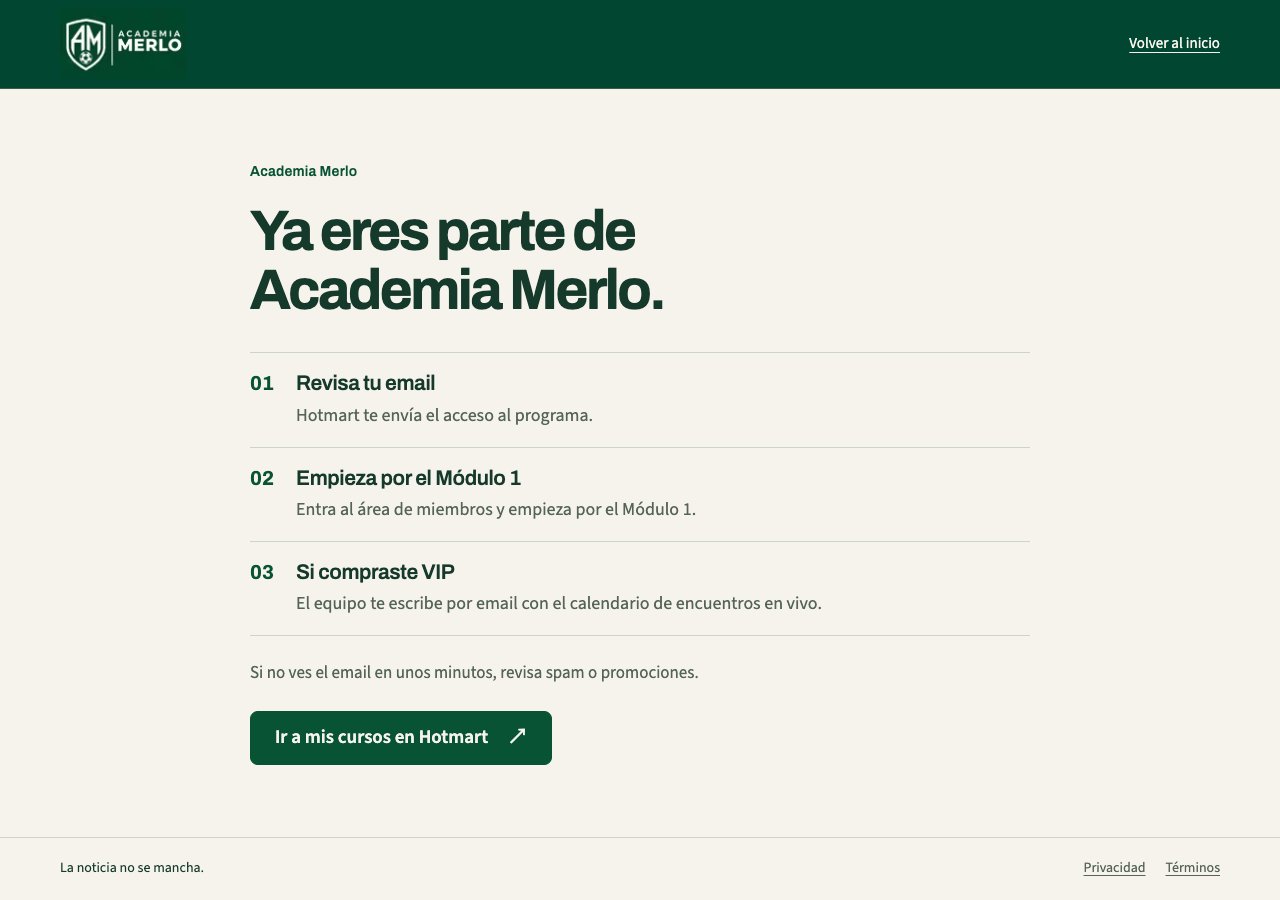 AM
ACADEMIA
MERLO
Volver al inicio
Academia Merlo
Ya eres parte de
Academia Merlo.
01 Revisa tu email
Hotmart te envía el acceso al programa.
02 Empieza por el Módulo 1
Entra al área de miembros y empieza por el Módulo 1.
03 Si compraste VIP
El equipo te escribe por email con el calendario de encuentros en vivo.
Si no ves el email en unos minutos, revisa spam o promociones.
Ir a mis cursos en Hotmart ↗
La noticia no se mancha.
Privacidad Términos